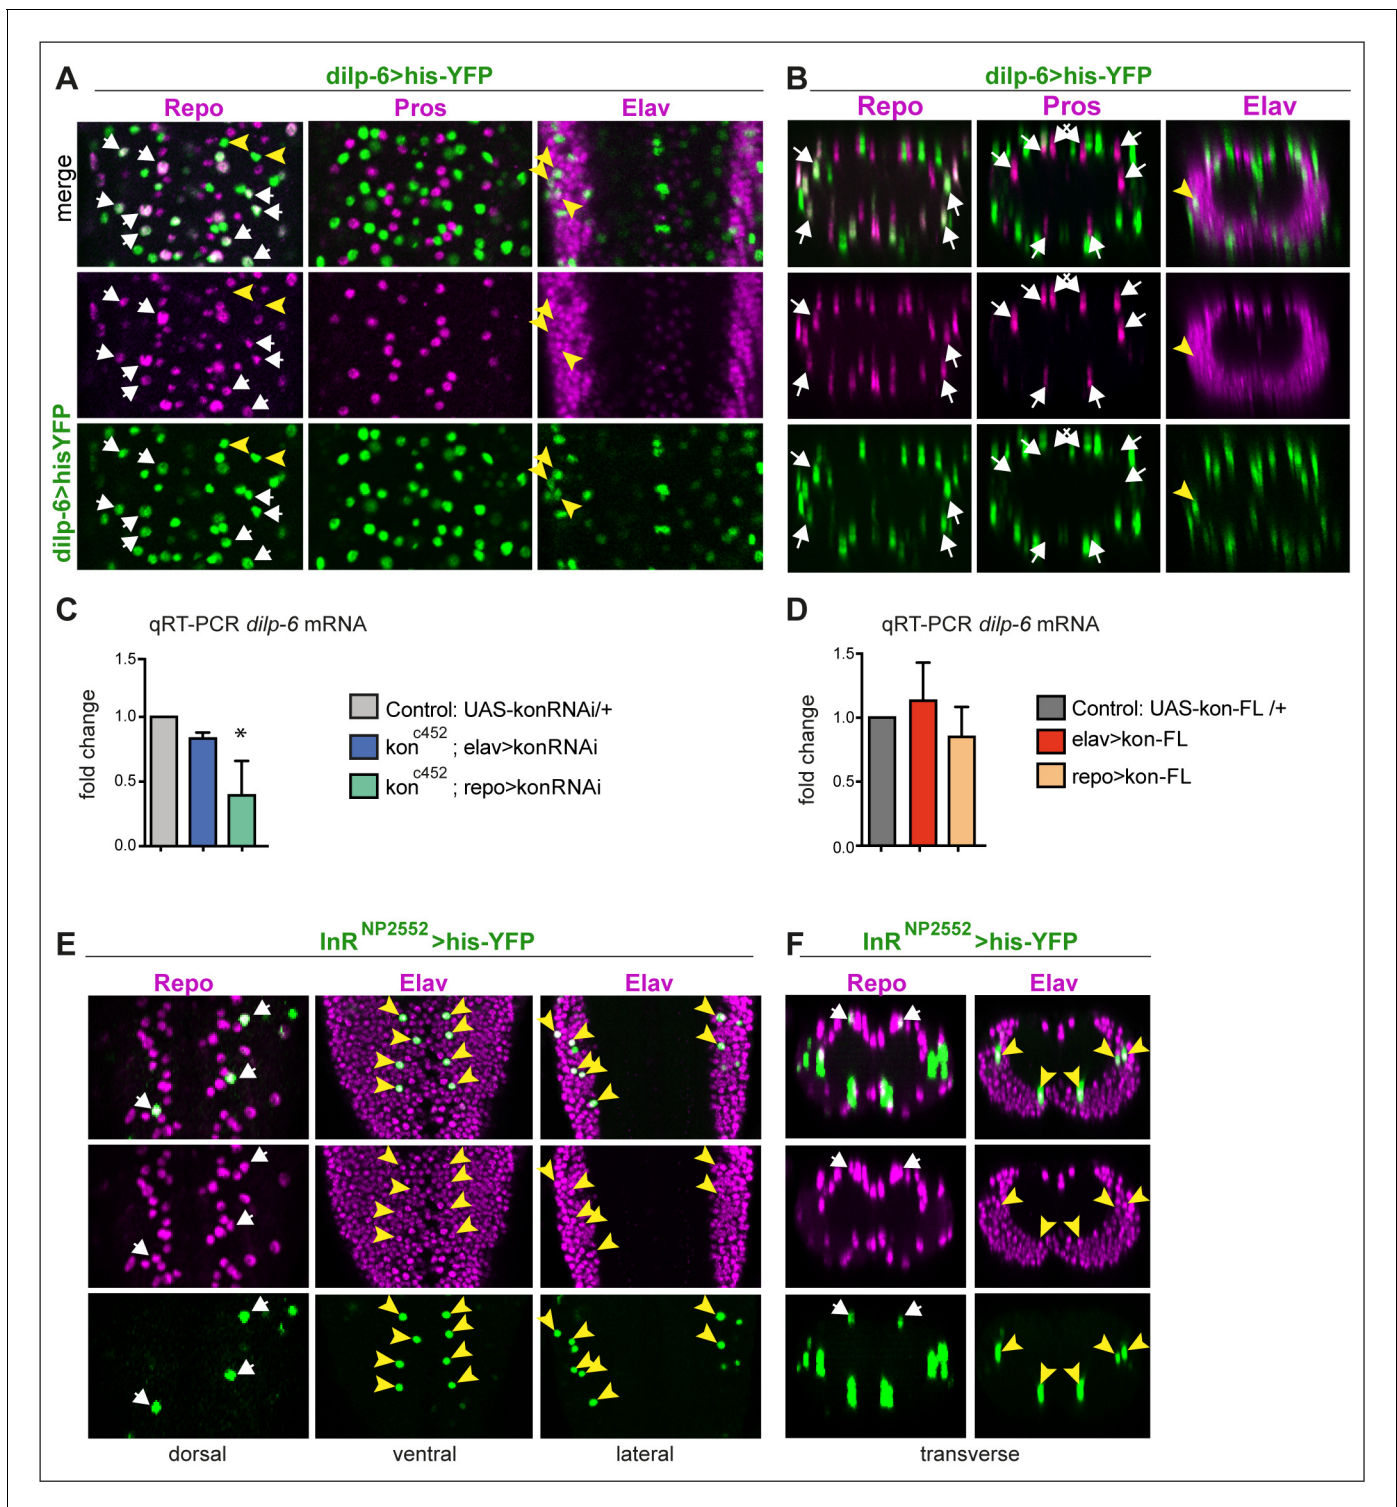 A
dilp-6>his-YFP
Repo
Pros
Elav
merge
dilp-6>hisYFP
B
dilp-6>his-YFP
Repo
Pros
Elav
C
qRT-PCR dilp-6 mRNA
fold change
1.5
1.0
0.5
0.0
*
Control: UAS-konRNAi/+
kon c452 ; elav>konRNAi
kon c452 ; repo>konRNAi
D
qRT-PCR dilp-6 mRNA
fold change
1.5
1.0
0.5
0.0
Control: UAS-kon-FL /+
elav>kon-FL
repo>kon-FL
E
InR NP2552 >his-YFP
Repo
Elav
Elav
dorsal
ventral
lateral
F
InR NP2552 >his-YFP
Repo
Elav
transverse